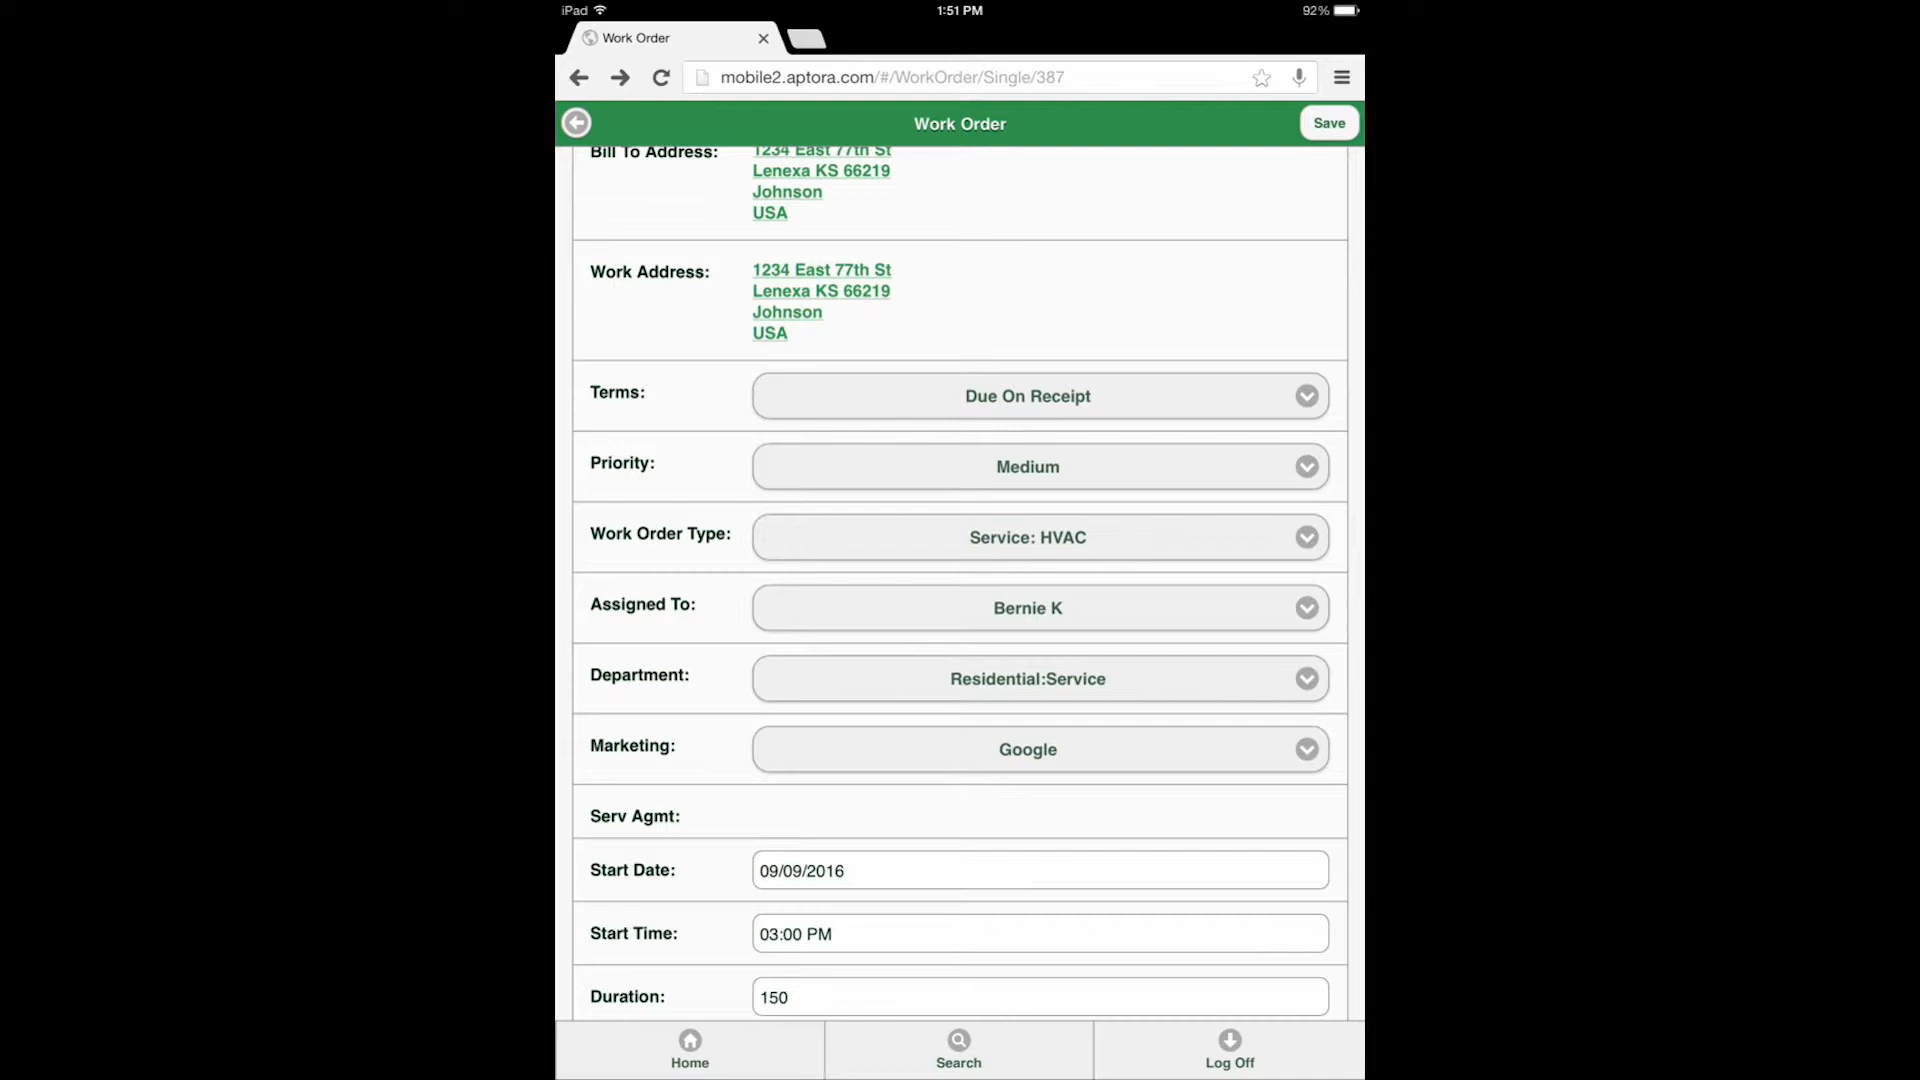 iPad
1:51 PM
92%
Work Order
mobile2.aptora.com/#/WorkOrder/Single/387
Work Order
Save
Bill To Address:
1234 East 77th St
Lenexa KS 66219
Johnson
USA
Work Address:
1234 East 77th St
Lenexa KS 66219
Johnson
USA
Terms:
Due On Receipt
Priority:
Medium
Work Order Type:
Service: HVAC
Assigned To:
Bernie K
Department:
Residential:Service
Marketing:
Google
Serv Agmt:
Start Date:
09/09/2016
Start Time:
03:00 PM
Duration:
150
Home
Search
Log Off